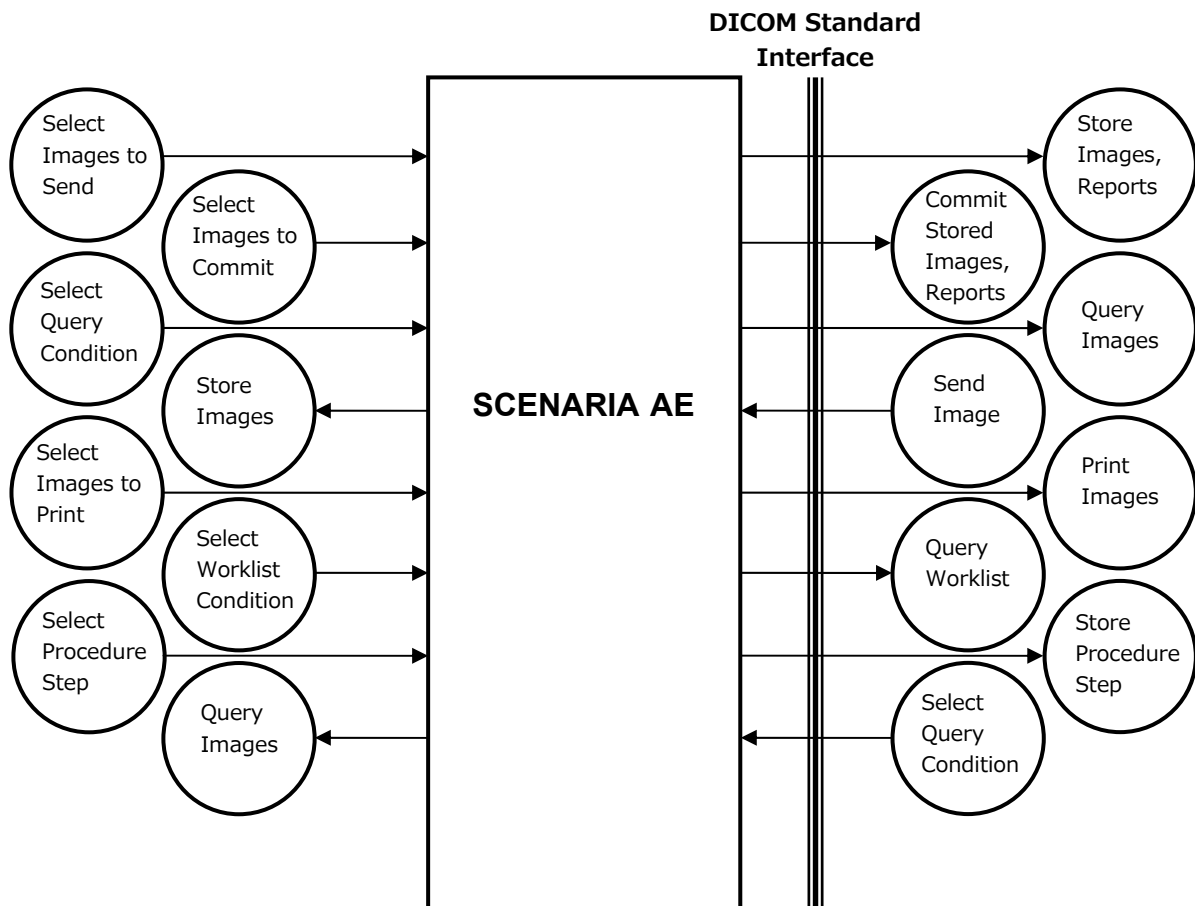 DICOM Standard
Interface
Select
Images to
Send
Store
Images,
Reports
Select
Images to
Commit
Commit
Stored
Images,
Reports
Select
Query
Condition
Query
Images
Store
Images
SCENARIA AE
Send
Image
Select
Images to
Print
Print
Images
Select
Worklist
Condition
Query
Worklist
Select
Procedure
Step
Store
Procedure
Step
Query
Images
Select
Query
Condition